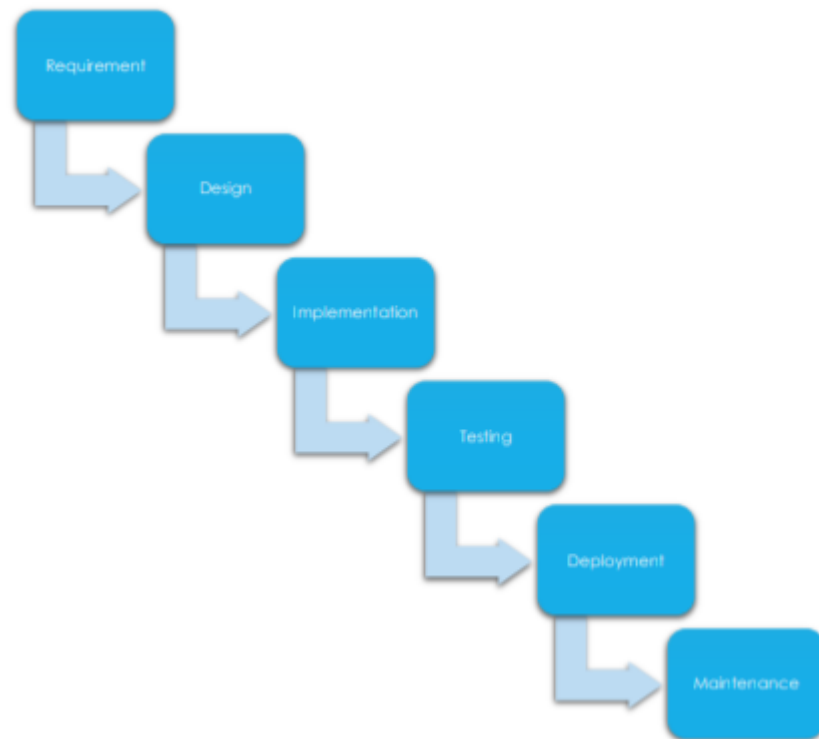 Requirement
Design
Implementation
Testing
Deployment
Maintenance